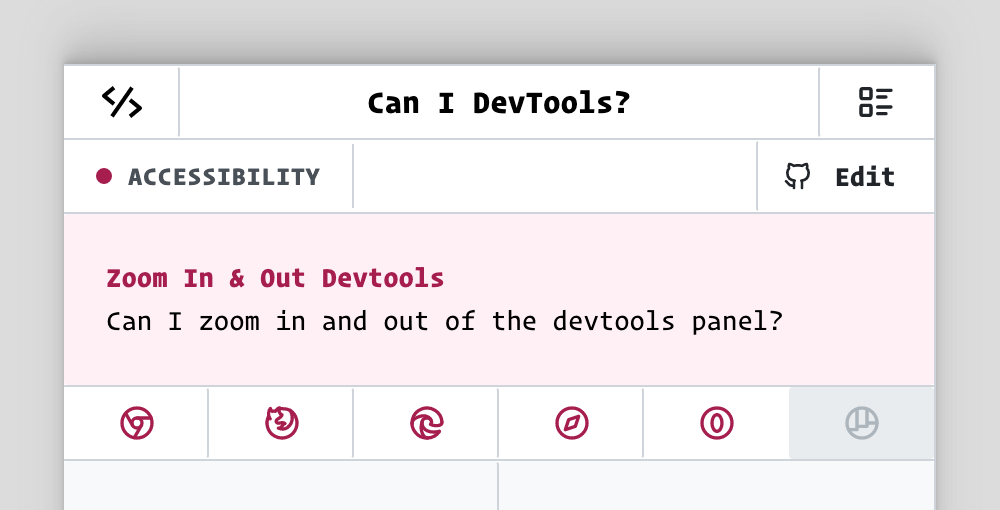 Can I DevTools?
ACCESSIBILITY
Edit
Zoom In & Out Devtools
Can I zoom in and out of the devtools panel?